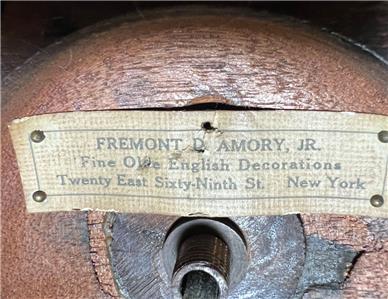 FREMONT D. AMORY, JR.
Fine Olde English Decorations
Twenty East Sixty-Ninth St. New York